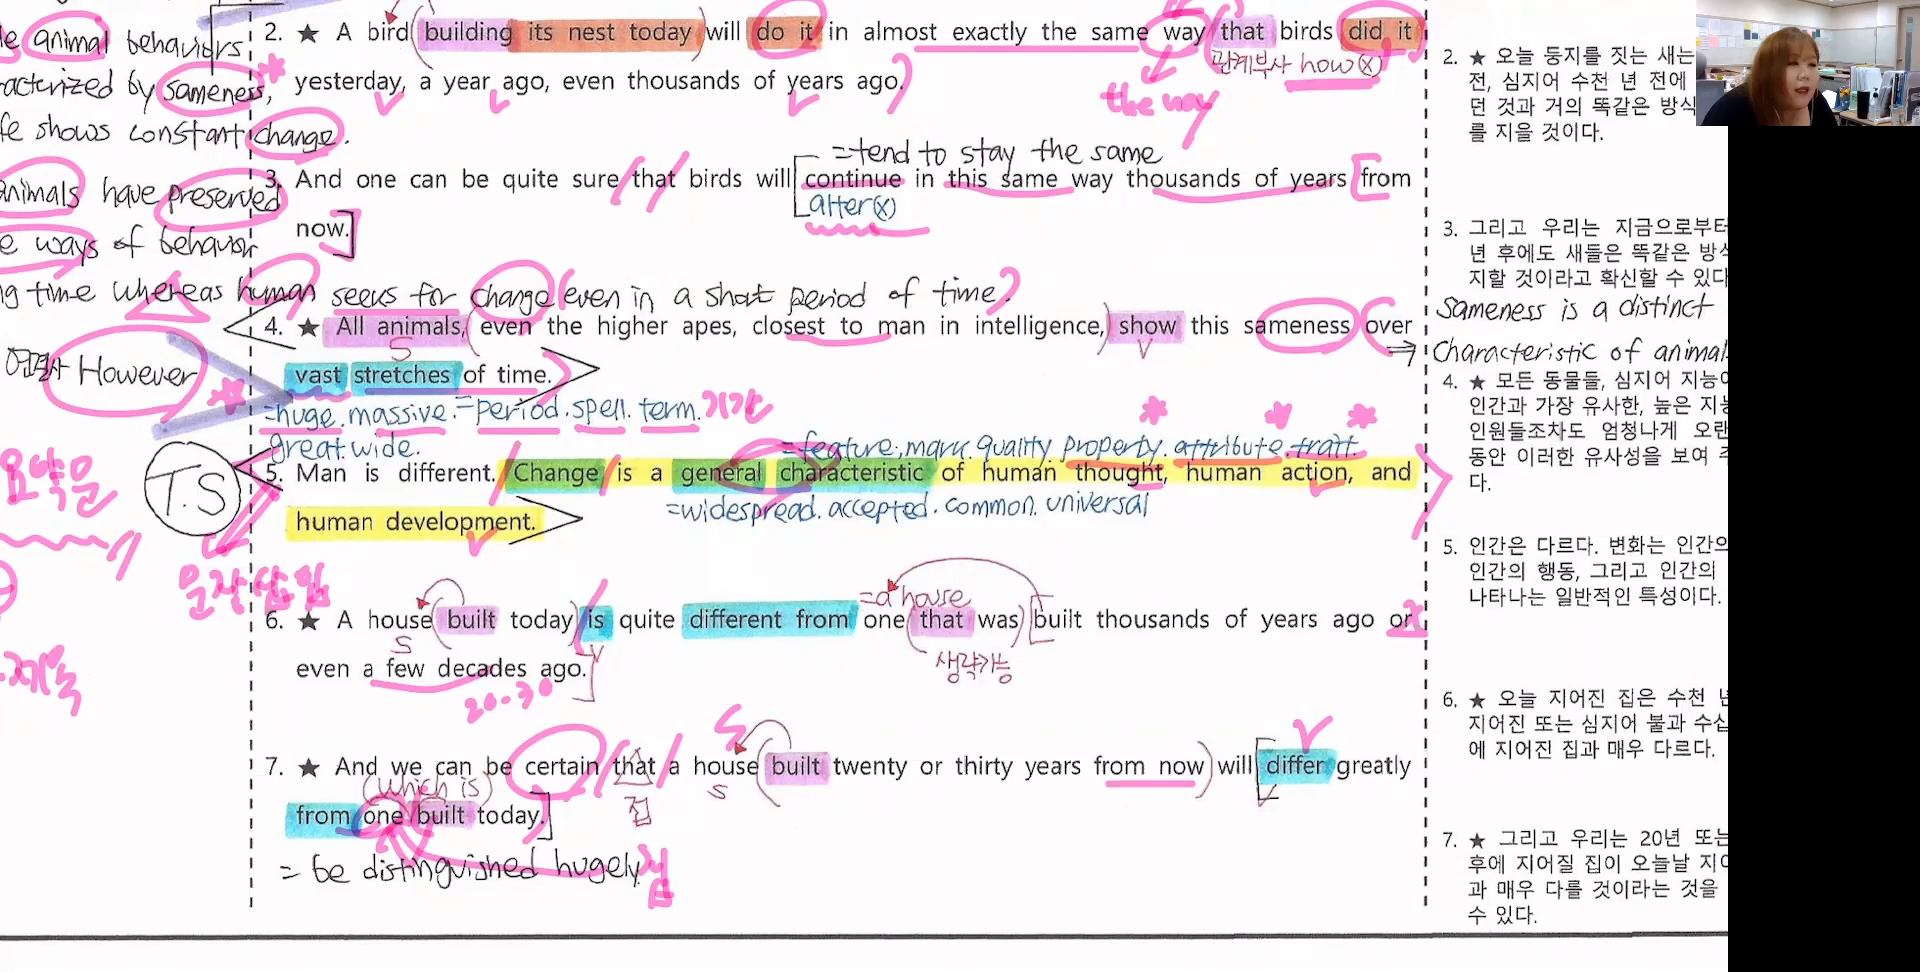 le animal behaviors
racterized by sameness,
fe shows constant change.
animals have preserved
e ways of behavior
ng time whereas human seeks for change (even in a short period of time)
However
요약문
T.S
문장삽입
2. ★ A bird building its nest today will do it in almost exactly the same way that birds did it
관계부사 how(x)
yesterday, a year ago, even thousands of years ago.
the way
=tend to stay the same
3. And one can be quite sure that birds will continue in this same way thousands of years from
alter(x)
now.
4. ★ All animals, even the higher apes, closest to man in intelligence, show this sameness over
S
V
vast stretches of time.
=huge. massive. =period. spell. term. 기간
great. wide.
=feature. mark. quality. property. attribute. trait.
5. Man is different. Change is a general characteristic of human thought, human action, and
=widespread. accepted. common. universal
human development.
=a house
6. ★ A house built today is quite different from one that was built thousands of years ago or
S
V
생략가능
even a few decades ago.
20-30
S
V
7. ★ And we can be certain that a house built twenty or thirty years from now will differ greatly
(which is)
S
접
from one built today.
= be distinguished hugely
집
2. ★ 오늘 둥지를 짓는 새는
전, 심지어 수천 년 전에
던 것과 거의 똑같은 방식
를 지을 것이다.
3. 그리고 우리는 지금으로부터
년 후에도 새들은 똑같은 방식
지할 것이라고 확신할 수 있다
Sameness is a distinct
→ characteristic of animal
4. ★ 모든 동물들, 심지어 지능이
인간과 가장 유사한, 높은 지능
인원들조차도 엄청나게 오랜
동안 이러한 유사성을 보여 주
다.
5. 인간은 다르다. 변화는 인간의
인간의 행동, 그리고 인간의
나타나는 일반적인 특성이다.
6. ★ 오늘 지어진 집은 수천 년
지어진 또는 심지어 불과 수십
에 지어진 집과 매우 다르다.
7. ★ 그리고 우리는 20년 또는
후에 지어질 집이 오늘날 지어
과 매우 다를 것이라는 것을
수 있다.